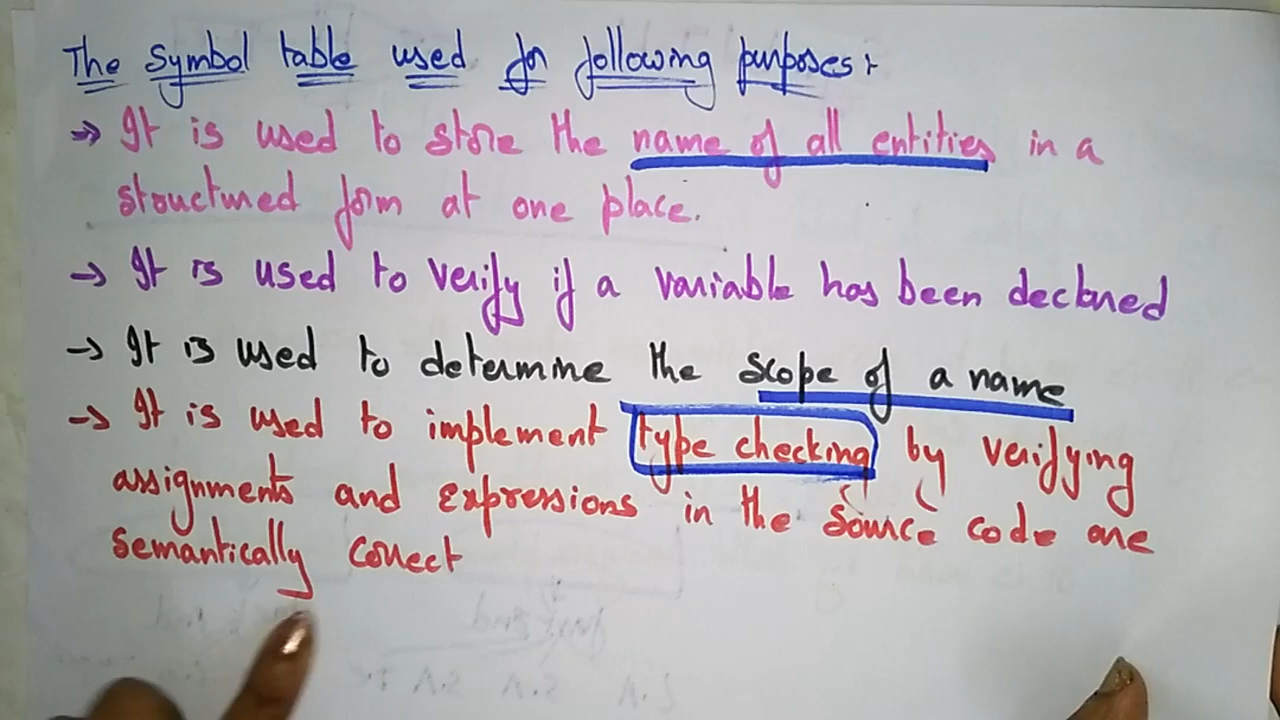 The Symbol table used for following purposes:
→ It is used to store the name of all entities in a
structured form at one place.
→ It is used to verify if a variable has been declared
→ It is used to determine the scope of a name
→ It is used to implement type checking by verifying
assignments and expressions in the source code are
semantically correct